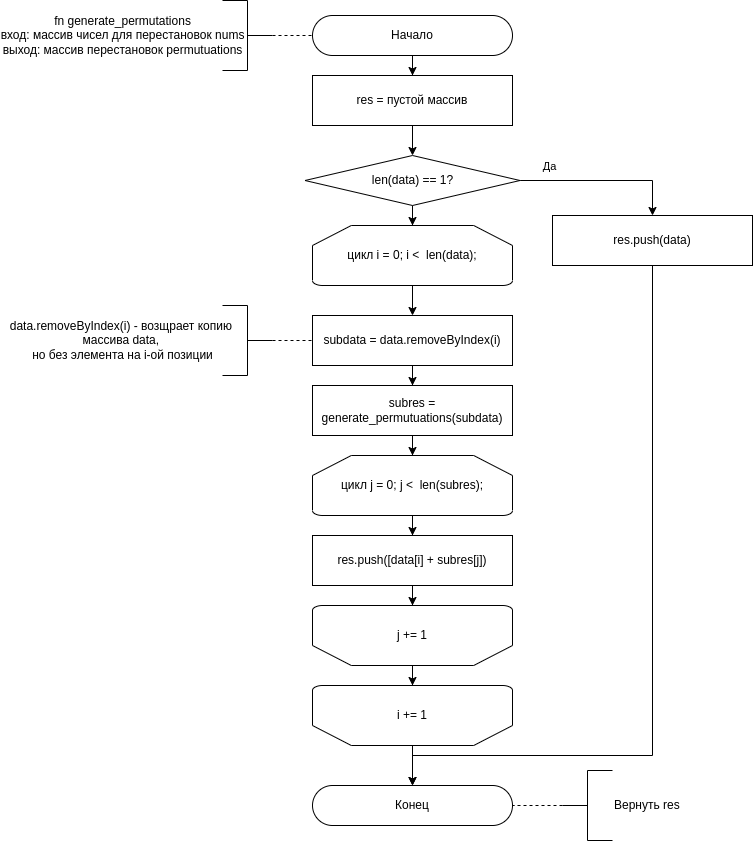 fn generate_permutations
вход: массив чисел для перестановок nums
выход: массив перестановок permutuations
Начало
res = пустой массив
len(data) == 1?
Да
res.push(data)
цикл i = 0; i < len(data);
data.removeByIndex(i) - возщрает копию
массива data,
но без элемента на i-ой позиции
subdata = data.removeByIndex(i)
subres =
generate_permutuations(subdata)
цикл j = 0; j < len(subres);
res.push([data[i] + subres[j])
j += 1
i += 1
Конец
Вернуть res